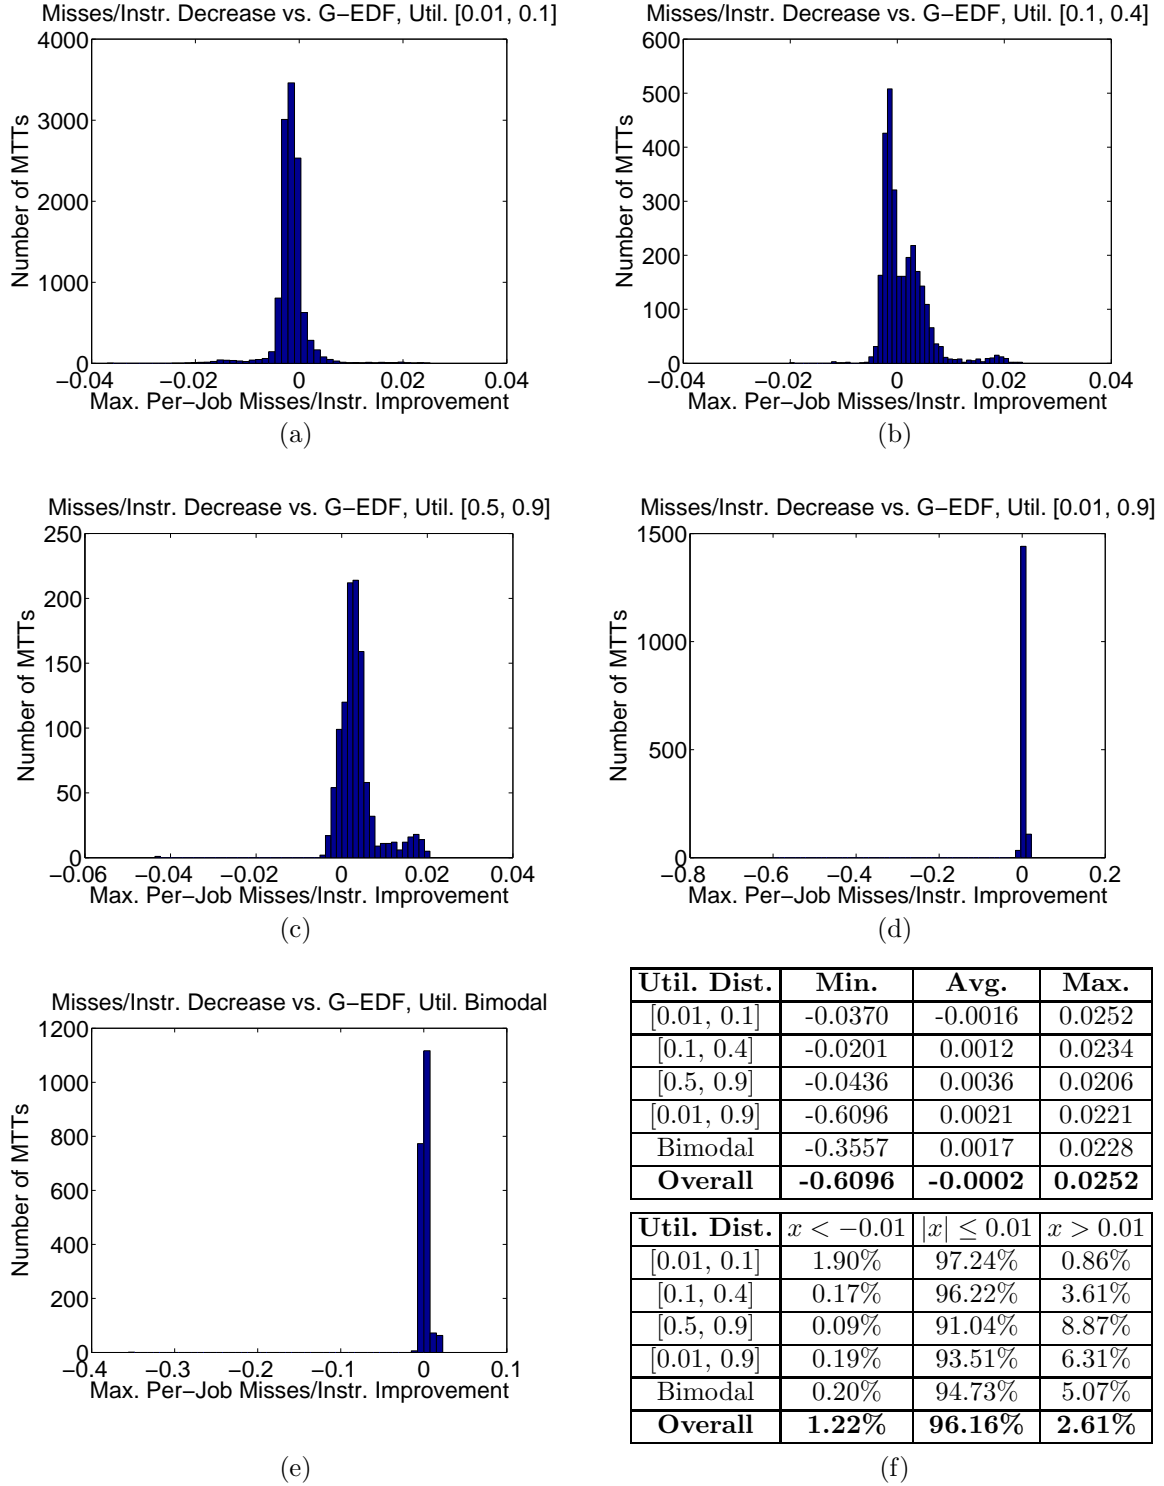 Misses/Instr. Decrease vs. G−EDF, Util. [0.01, 0.1]
4000
3000
2000
1000
0
Number of MTTs
−0.04 −0.02 0 0.02 0.04
Max. Per−Job Misses/Instr. Improvement
(a)
Misses/Instr. Decrease vs. G−EDF, Util. [0.1, 0.4]
600
500
400
300
200
100
0
Number of MTTs
−0.04 −0.02 0 0.02 0.04
Max. Per−Job Misses/Instr. Improvement
(b)
Misses/Instr. Decrease vs. G−EDF, Util. [0.5, 0.9]
250
200
150
100
50
0
Number of MTTs
−0.06 −0.04 −0.02 0 0.02 0.04
Max. Per−Job Misses/Instr. Improvement
(c)
Misses/Instr. Decrease vs. G−EDF, Util. [0.01, 0.9]
1500
1000
500
0
Number of MTTs
−0.8 −0.6 −0.4 −0.2 0 0.2
Max. Per−Job Misses/Instr. Improvement
(d)
Misses/Instr. Decrease vs. G−EDF, Util. Bimodal
1200
1000
800
600
400
200
0
Number of MTTs
−0.4 −0.3 −0.2 −0.1 0 0.1
Max. Per−Job Misses/Instr. Improvement
(e)
Util. Dist. Min. Avg. Max.
[0.01, 0.1] -0.0370 -0.0016 0.0252
[0.1, 0.4] -0.0201 0.0012 0.0234
[0.5, 0.9] -0.0436 0.0036 0.0206
[0.01, 0.9] -0.6096 0.0021 0.0221
Bimodal -0.3557 0.0017 0.0228
Overall -0.6096 -0.0002 0.0252
Util. Dist. x < −0.01 |x| ≤ 0.01 x > 0.01
[0.01, 0.1] 1.90% 97.24% 0.86%
[0.1, 0.4] 0.17% 96.22% 3.61%
[0.5, 0.9] 0.09% 91.04% 8.87%
[0.01, 0.9] 0.19% 93.51% 6.31%
Bimodal 0.20% 94.73% 5.07%
Overall 1.22% 96.16% 2.61%
(f)